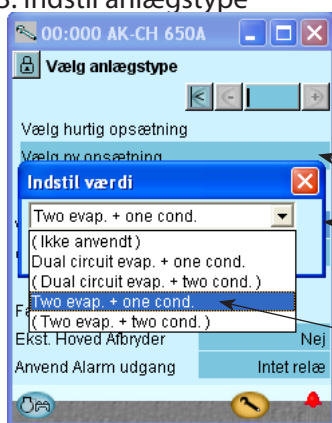 3. Indstil anlægstype
00:000 AK-CH 650A
Vælg anlægstype
Vælg hurtig opsætning
Vælg ny opsætning
Indstil værdi
Two evap. + one cond.
( Ikke anvendt )
Dual circuit evap. + one cond.
( Dual circuit evap. + two cond. )
Two evap. + one cond.
( Two evap. + two cond. )
Ekst. Hoved Afbryder Nej
Anvend Alarm udgang Intet relæ